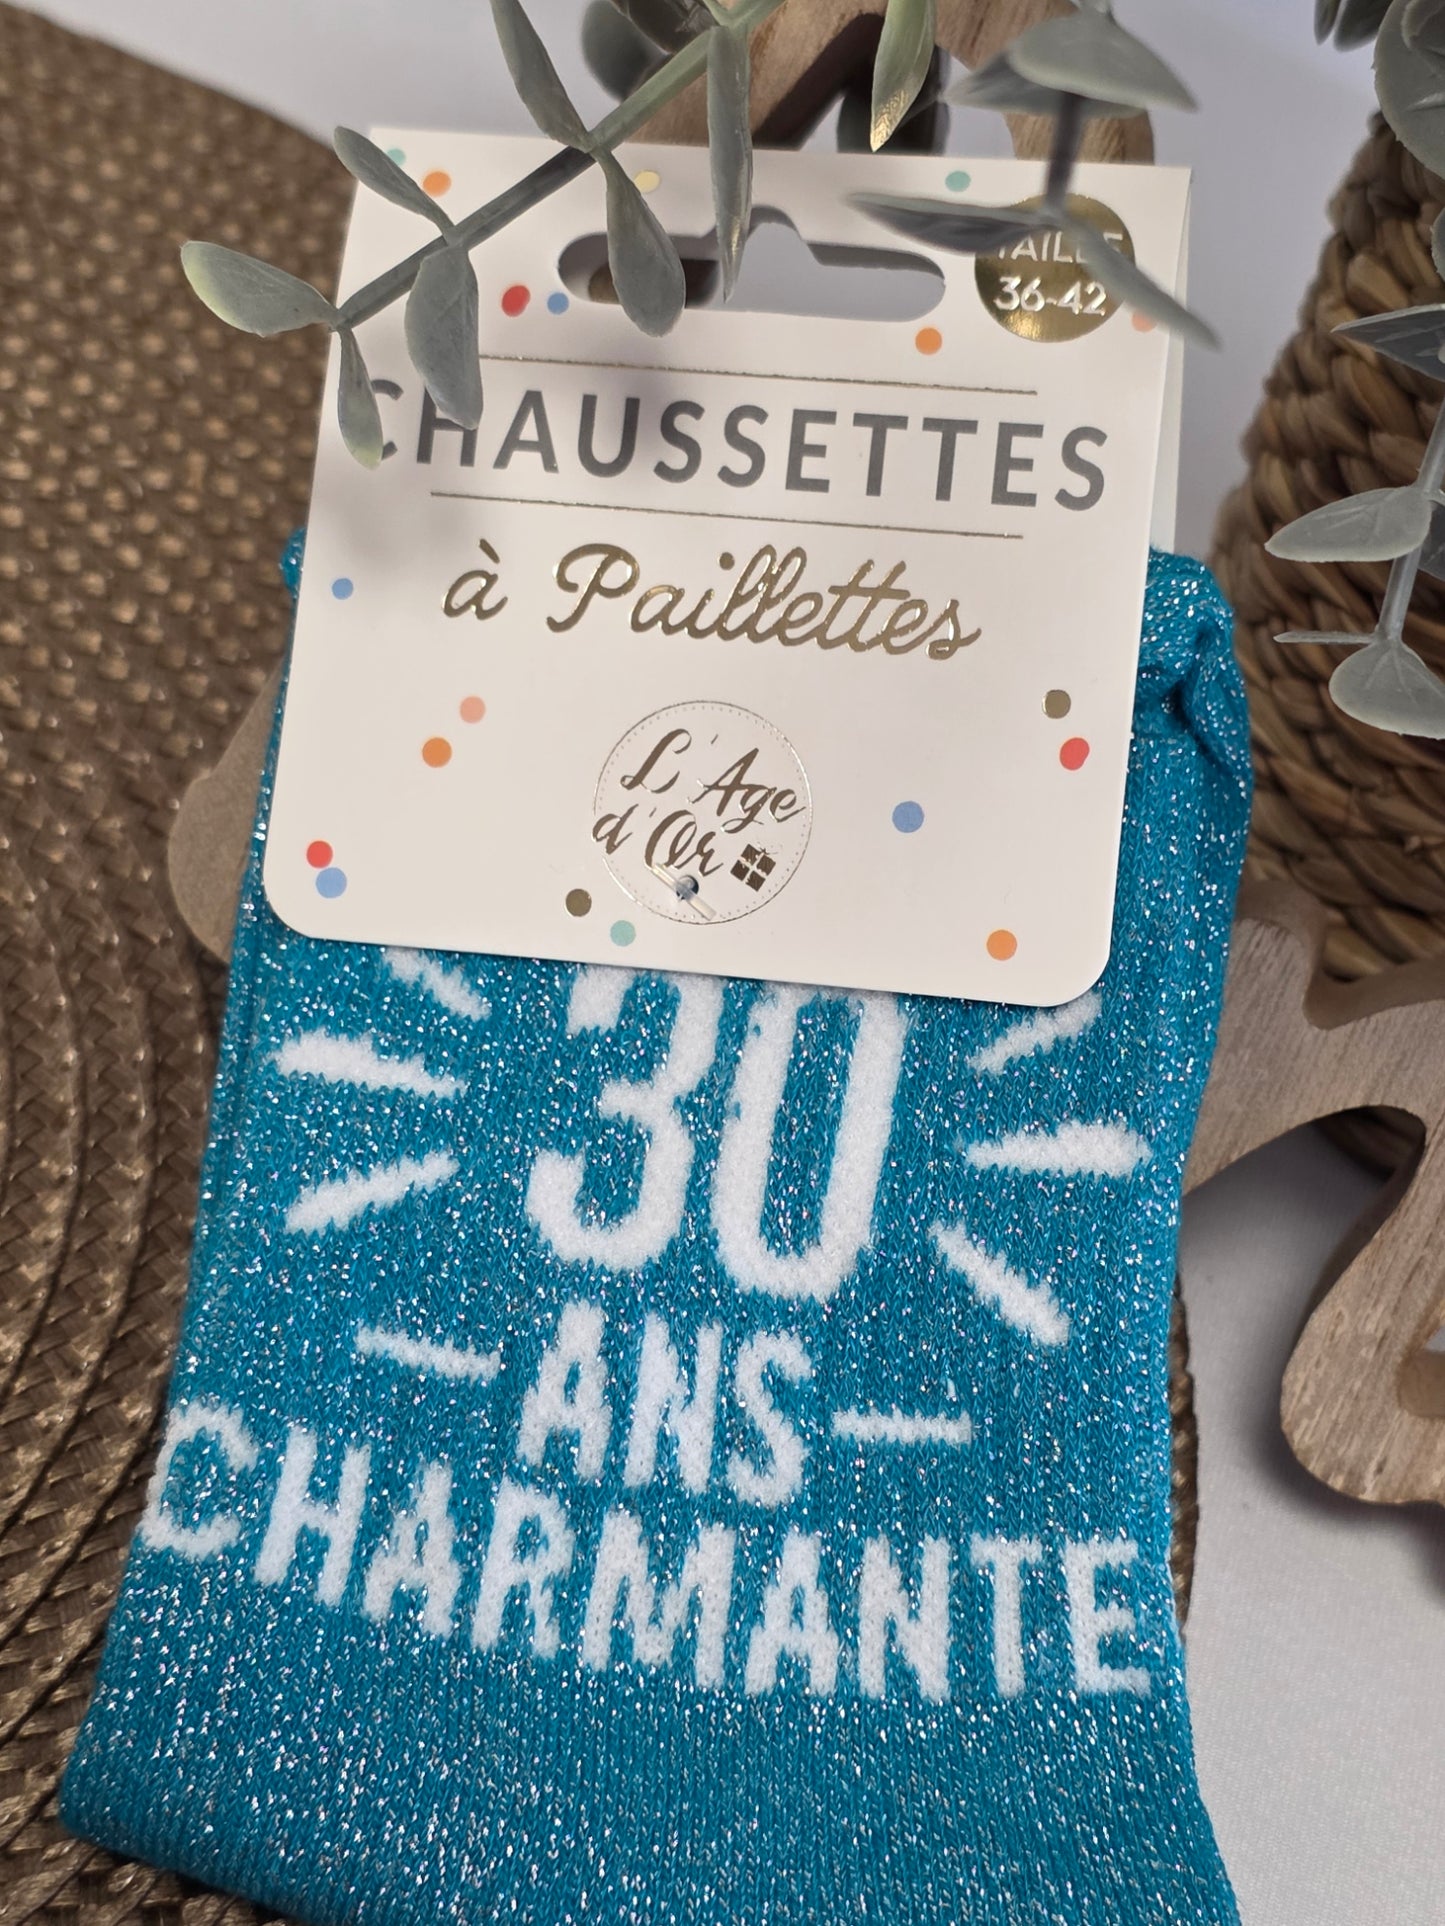 TAILLE
36-42
CHAUSSETTES
à Paillettes
L'Age
d'Or
30
ANS
CHARMANTE